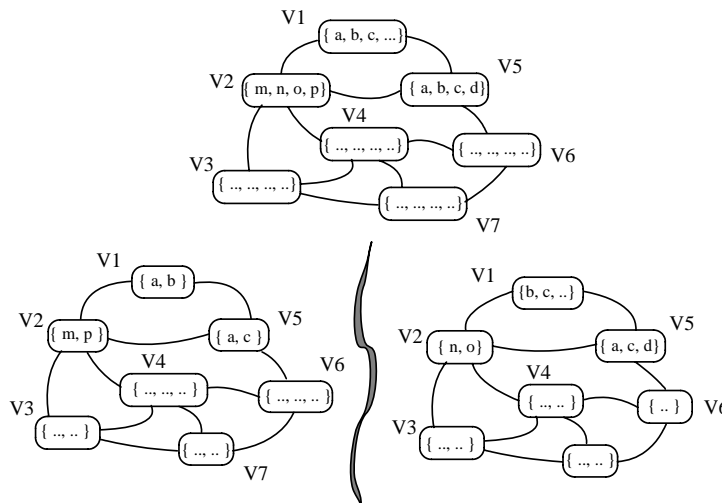 V1
{ a, b, c, ...}
V5
V2
{ m, n, o, p}
{ a, b, c, d}
V4
{ .., .., .., ..}
{ .., .., .., ..}
V6
V3
{ .., .., .., ..}
{ .., .., .., ..}
V7
V1
{ a, b }
V2
V5
{ m, p }
{ a, c }
V4
V6
{ .., .., .. }
{ .., .., .. }
V3
{ .., .. }
{ .., .. }
V7
V1
{b, c, ..}
V2
V5
{ n, o}
{ a, c, d}
V4
{ .., .. }
{ .. }
V6
V3
{ .., .. }
{ .., .. }